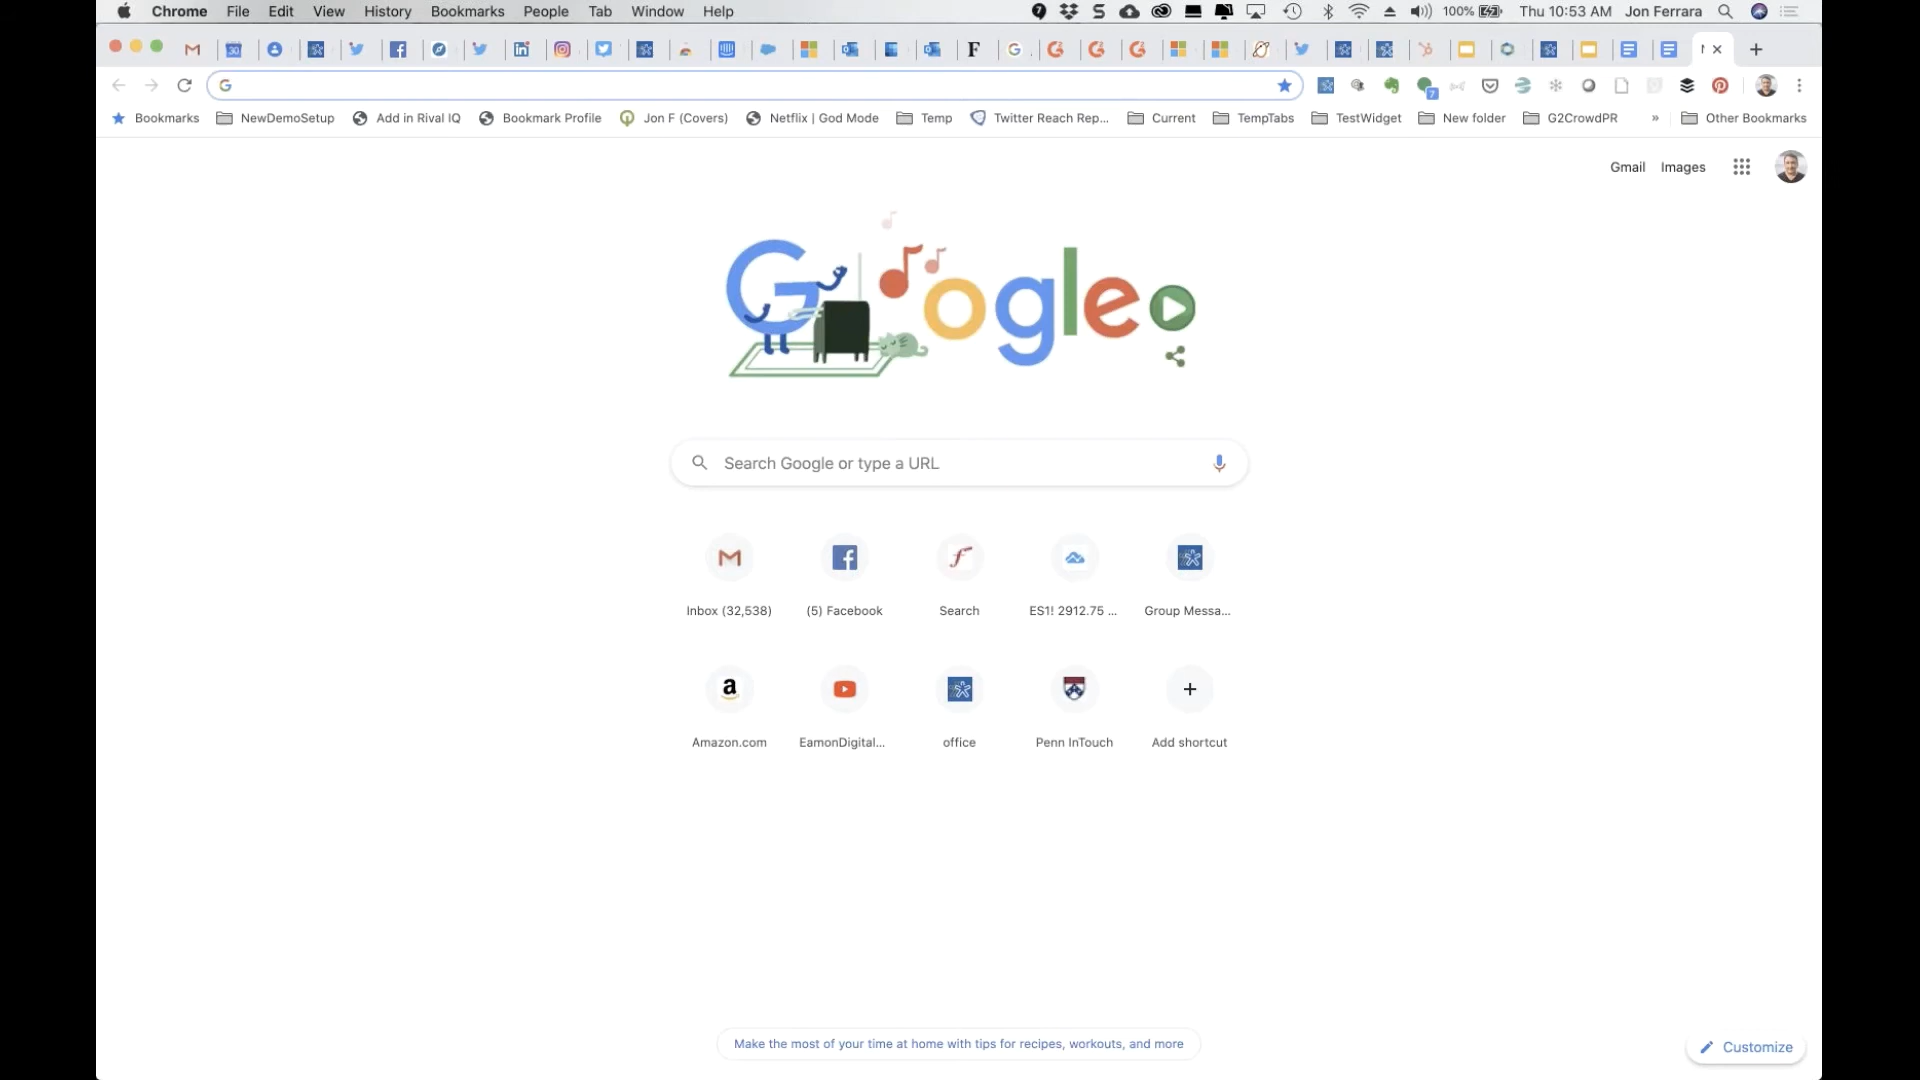 Chrome File Edit View History Bookmarks People Tab Window Help 100% Thu 10:53 AM Jon Ferrara
Bookmarks NewDemoSetup Add in Rival IQ Bookmark Profile Jon F (Covers) Netflix | God Mode Temp Twitter Reach Rep... Current TempTabs TestWidget New folder G2CrowdPR » Other Bookmarks
Gmail Images
Google
Search Google or type a URL
Inbox (32,538) (5) Facebook Search ES1! 2912.75 ... Group Messa...
Amazon.com EamonDigital... office Penn InTouch Add shortcut
Make the most of your time at home with tips for recipes, workouts, and more
Customize